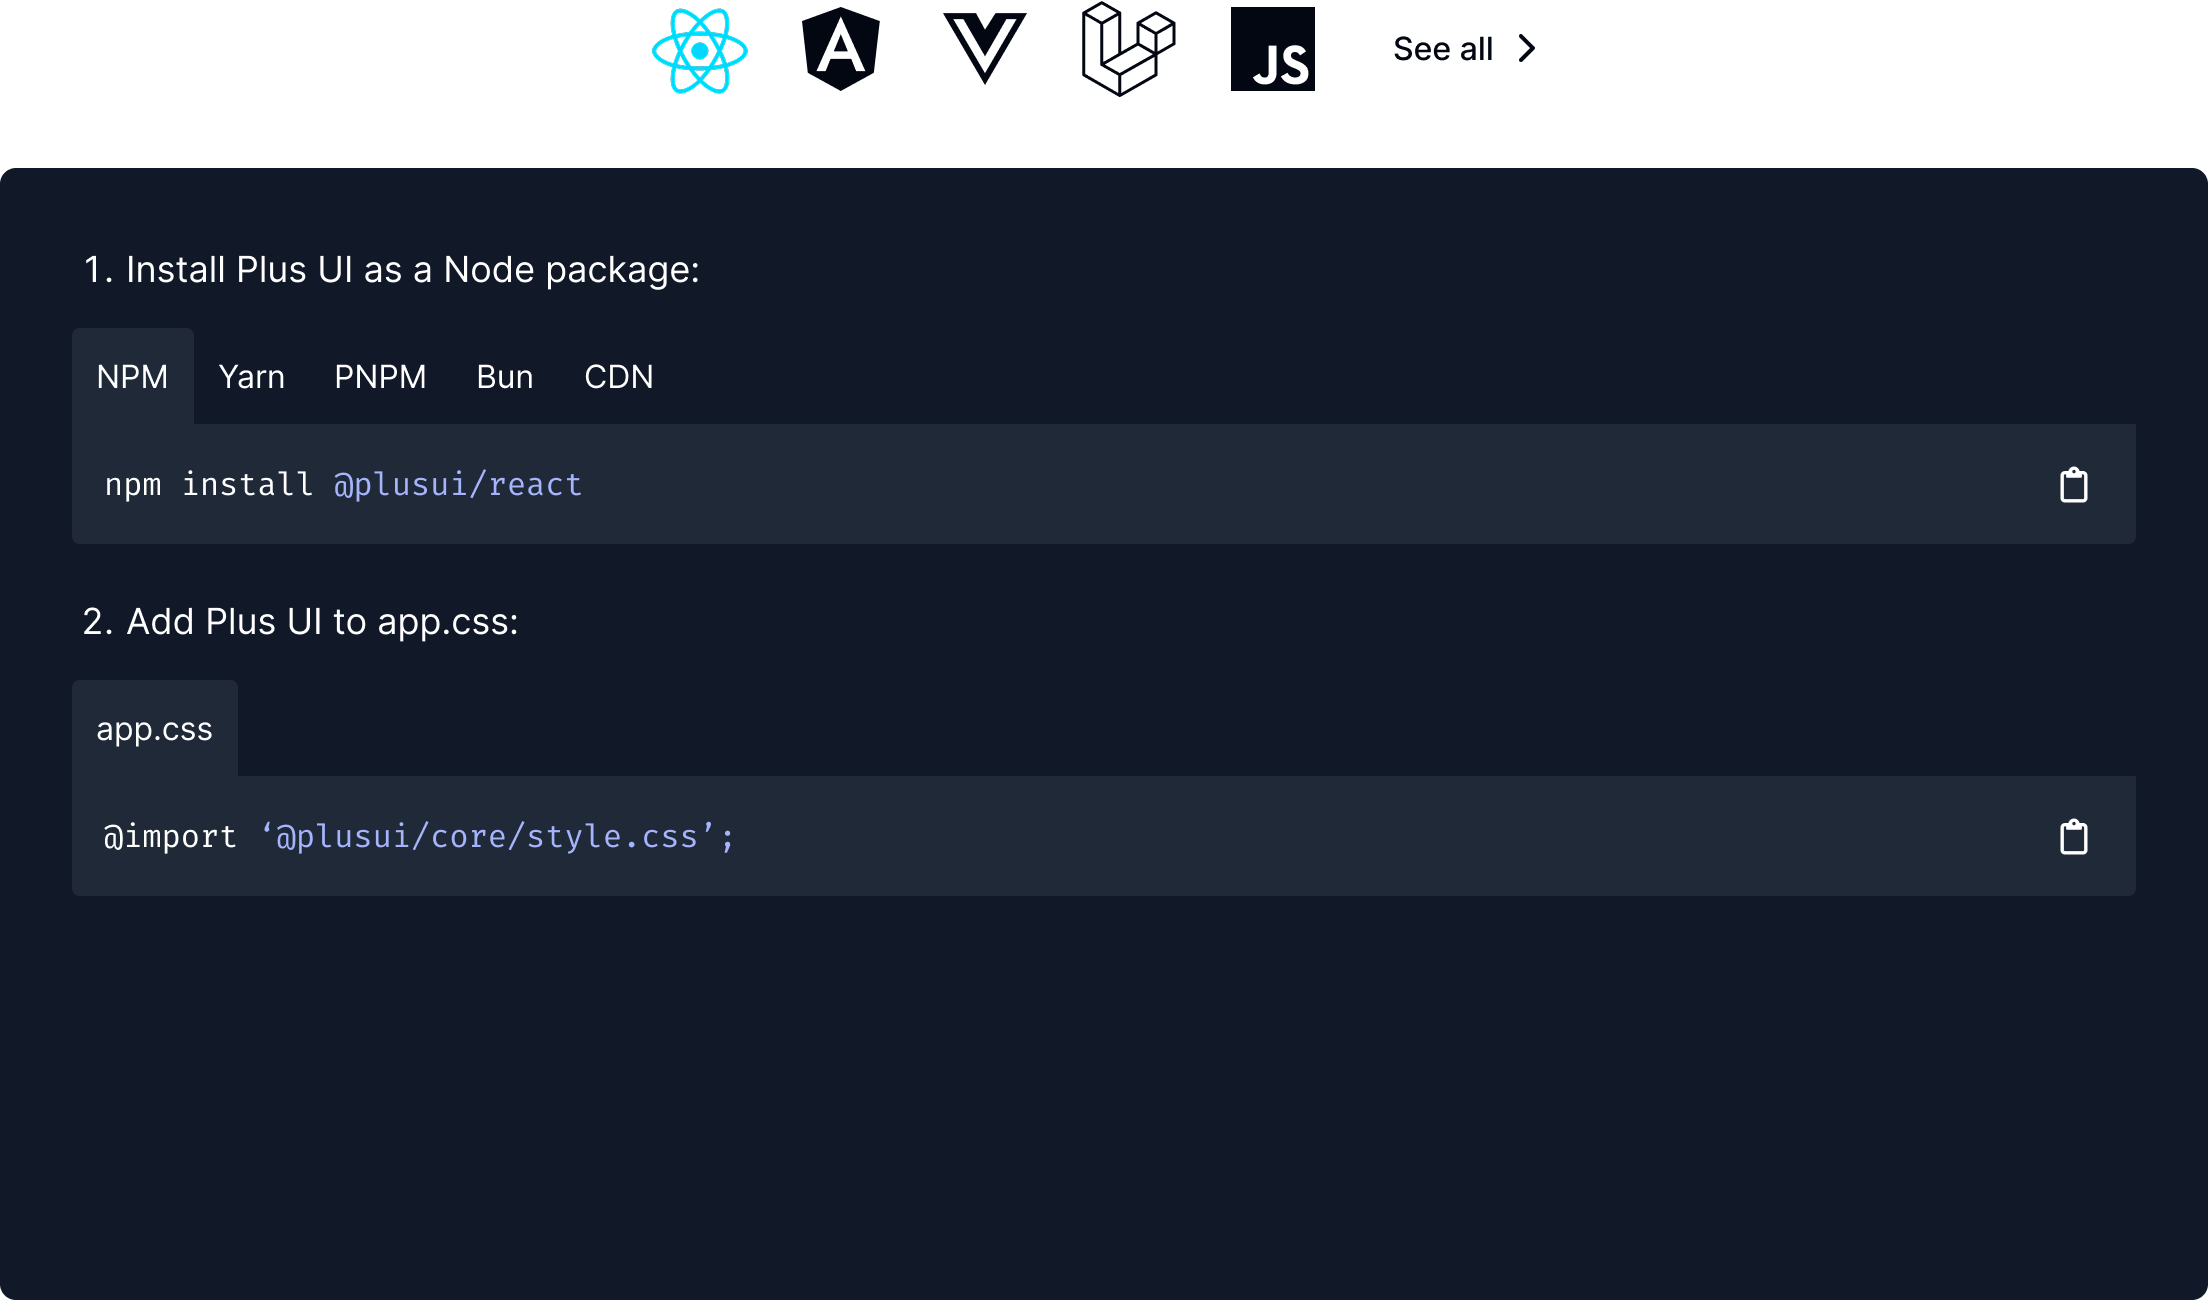 JS
See all
1. Install Plus UI as a Node package:
NPM Yarn PNPM Bun CDN
npm install @plusui/react
2. Add Plus UI to app.css:
app.css
@import ‘@plusui/core/style.css’;